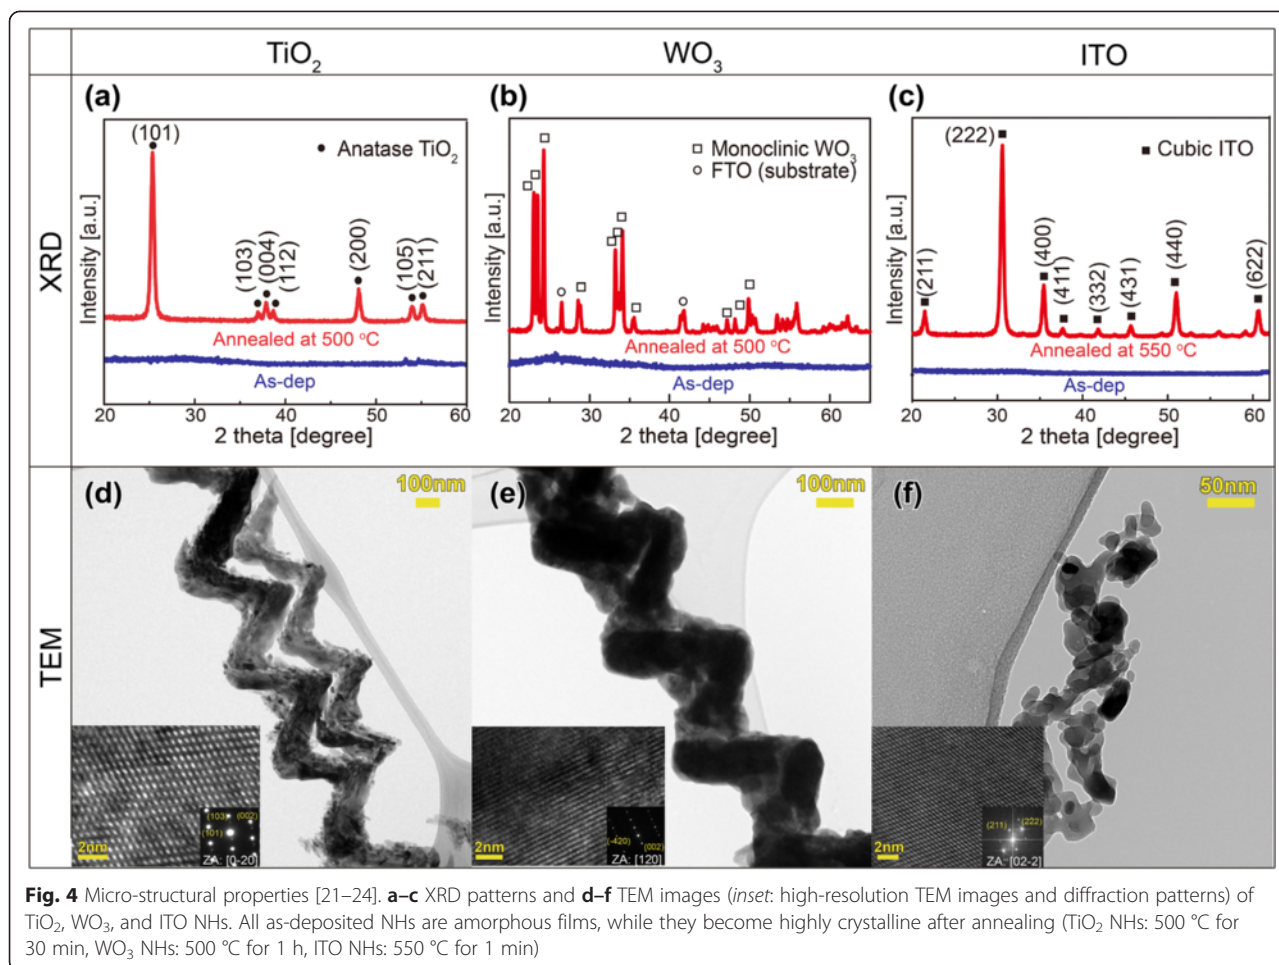 TiO2
WO3
ITO
XRD
(a)
(101)
● Anatase TiO2
(103)
(004)
(112)
(200)
(105)
(211)
Intensity [a.u.]
Annealed at 500 °C
As-dep
20 30 40 50 60
2 theta [degree]
(b)
□ Monoclinic WO3
○ FTO (substrate)
Intensity [a.u.]
Annealed at 500 °C
As-dep
20 30 40 50 60
2 theta [degree]
(c)
(222)
■ Cubic ITO
(211)
(400)
(411)
(332)
(431)
(440)
(622)
Intensity [a.u.]
Annealed at 550 °C
As-dep
20 30 40 50 60
2 theta [degree]
TEM
(d)
100nm
(103) (002)
(101)
2nm
ZA: [0-20]
(e)
100nm
(-420)
(002)
2nm
ZA: [120]
(f)
50nm
(222)
(211)
2nm
ZA: [02-2]
Fig. 4 Micro-structural properties [21–24]. a–c XRD patterns and d–f TEM images (inset: high-resolution TEM images and diffraction patterns) of
TiO2, WO3, and ITO NHs. All as-deposited NHs are amorphous films, while they become highly crystalline after annealing (TiO2 NHs: 500 °C for
30 min, WO3 NHs: 500 °C for 1 h, ITO NHs: 550 °C for 1 min)